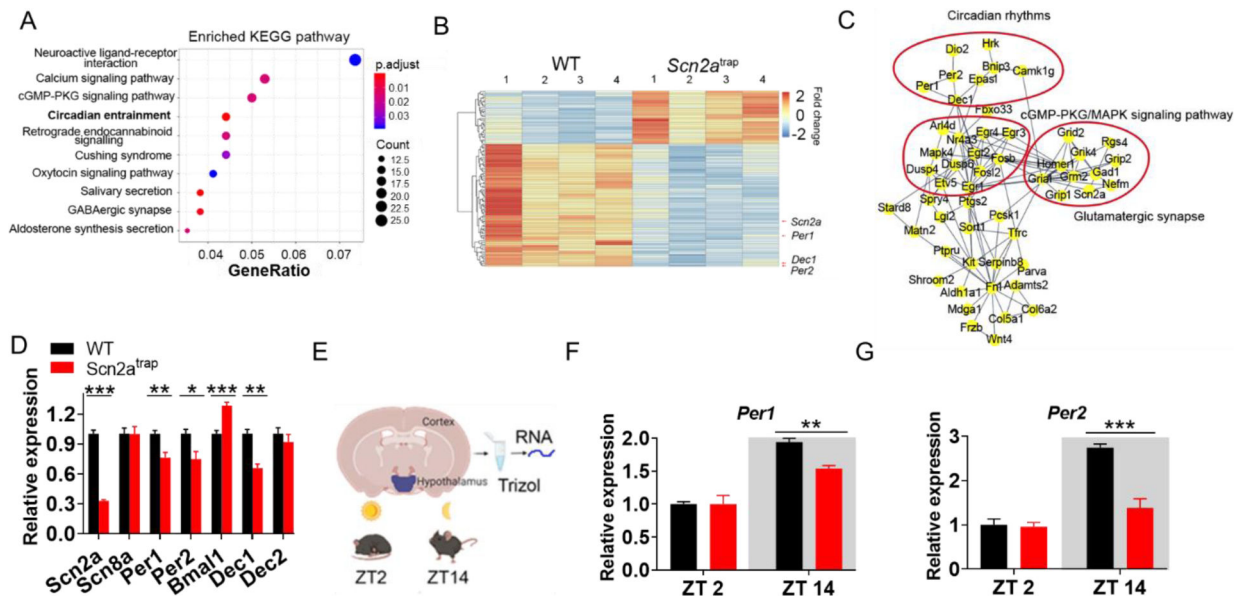 A
Enriched KEGG pathway
Neuroactive ligand-receptor
interaction
Calcium signaling pathway
cGMP-PKG signaling pathway
Circadian entrainment
Retrograde endocannabinoid
signalling
Cushing syndrome
Oxytocin signaling pathway
Salivary secretion
GABAergic synapse
Aldosterone synthesis secretion
0.04 0.05 0.06 0.07
GeneRatio
p.adjust
0.01
0.02
0.03
Count
12.5
15.0
17.5
20.0
22.5
25.0
B
WT Scn2a^trap
1 2 3 4 1 2 3 4
2
0
-2
Fold change
Scn2a
Per1
Dec1
Per2
C
Circadian rhythms
Hrk
Dio2
Bnip3
Per2
Camk1g
Per1
Epas1
Dec1
Fbxo33
cGMP-PKG/MAPK signaling pathway
Arl4d
Egr4
Egr3
Grid2
Nr4a3
Rgs4
Mapk4
Egr2
Grik4
Fosb
Homer1
Grip2
Dusp4
Dusp6
Fosl2
Gria1
Grm2
Gad1
Etv5
Egr1
Nefm
Grip1
Scn2a
Spry4
Ptgs2
Glutamatergic synapse
Stard8
Lgi2
Pcsk1
Matn2
Sort1
Tfrc
Ptpru
Kit
Serpinb8
Parva
Shroom2
Fn1
Adamts2
Aldh1a1
Mdga1
Col6a2
Col5a1
Frzb
Wnt4
D
WT
Scn2a^trap
Relative expression
1.2
0.9
0.6
0.3
0.0
*** ** * *** **
Scn2a Scn8a Per1 Per2 Bmal1 Dec1 Dec2
E
Cortex
Hypothalamus
RNA
Trizol
ZT2 ZT14
F
Per1
Relative expression
2.0
1.5
1.0
0.5
0.0
**
ZT 2 ZT 14
G
Per2
Relative expression
3
2
1
0
***
ZT 2 ZT 14